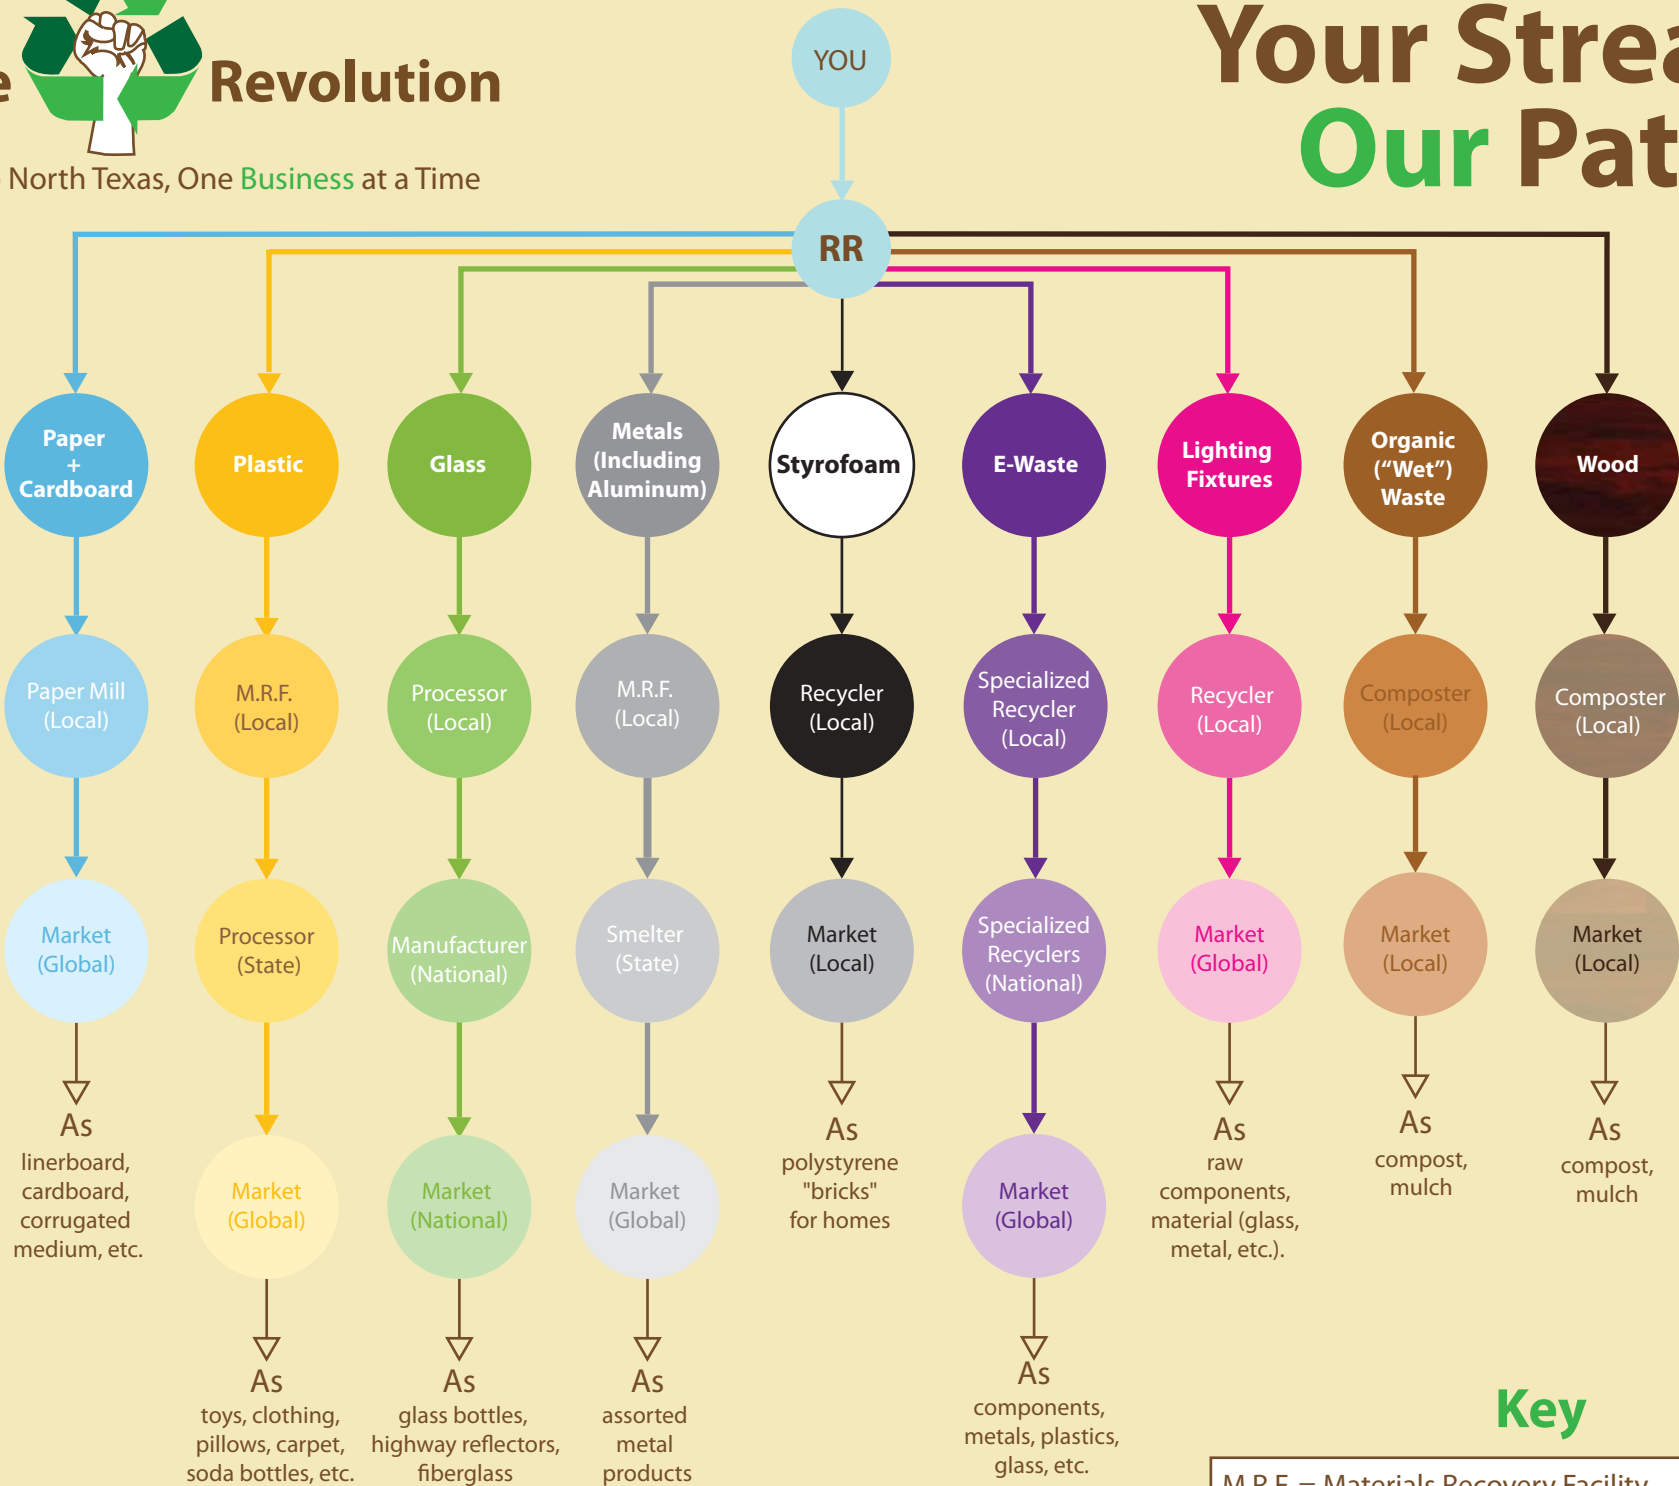 Revolution
North Texas, One Business at a Time
YOU
Your
Our
RR
Paper
+
Cardboard
Plastic
Glass
Metals
(Including
Aluminum)
Styrofoam
E-Waste
Lighting
Fixtures
Organic
(“Wet”)
Waste
Wood
Paper Mill
(Local)
M.R.F.
(Local)
Processor
(Local)
M.R.F.
(Local)
Recycler
(Local)
Specialized
Recycler
(Local)
Recycler
(Local)
Composter
(Local)
Composter
(Local)
Market
(Global)
Processor
(State)
Manufacturer
(National)
Smelter
(State)
Market
(Local)
Specialized
Recyclers
(National)
Market
(Global)
Market
(Local)
Market
(Local)
As
linerboard,
cardboard,
corrugated
medium, etc.
Market
(Global)
Market
(National)
Market
(Global)
As
polystyrene
"bricks"
for homes
Market
(Global)
As
raw
components,
material (glass,
metal, etc.).
As
compost,
mulch
As
compost,
mulch
As
toys, clothing,
pillows, carpet,
soda bottles, etc.
As
glass bottles,
highway reflectors,
fiberglass
As
assorted
metal
products
As
components,
metals, plastics,
glass, etc.
Key
M.R.F. = Materials Recovery Facility